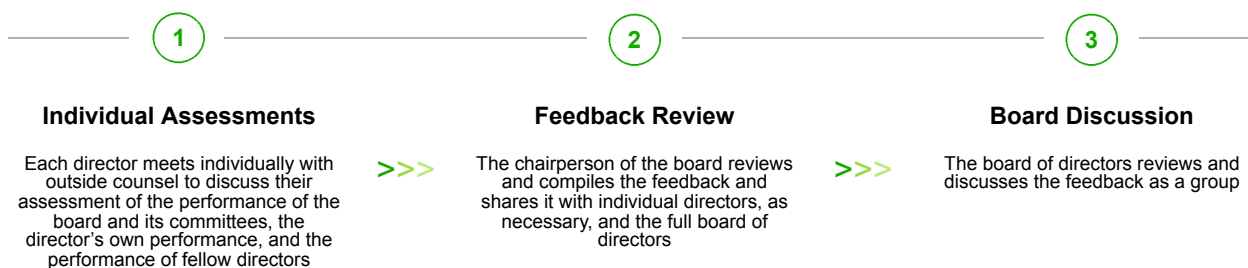 1
2
3
Individual Assessments
Each director meets individually with
outside counsel to discuss their
assessment of the performance of the
board and its committees, the
director's own performance, and the
performance of fellow directors
>>>
Feedback Review
The chairperson of the board reviews
and compiles the feedback and
shares it with individual directors, as
necessary, and the full board of
directors
>>>
Board Discussion
The board of directors reviews and
discusses the feedback as a group